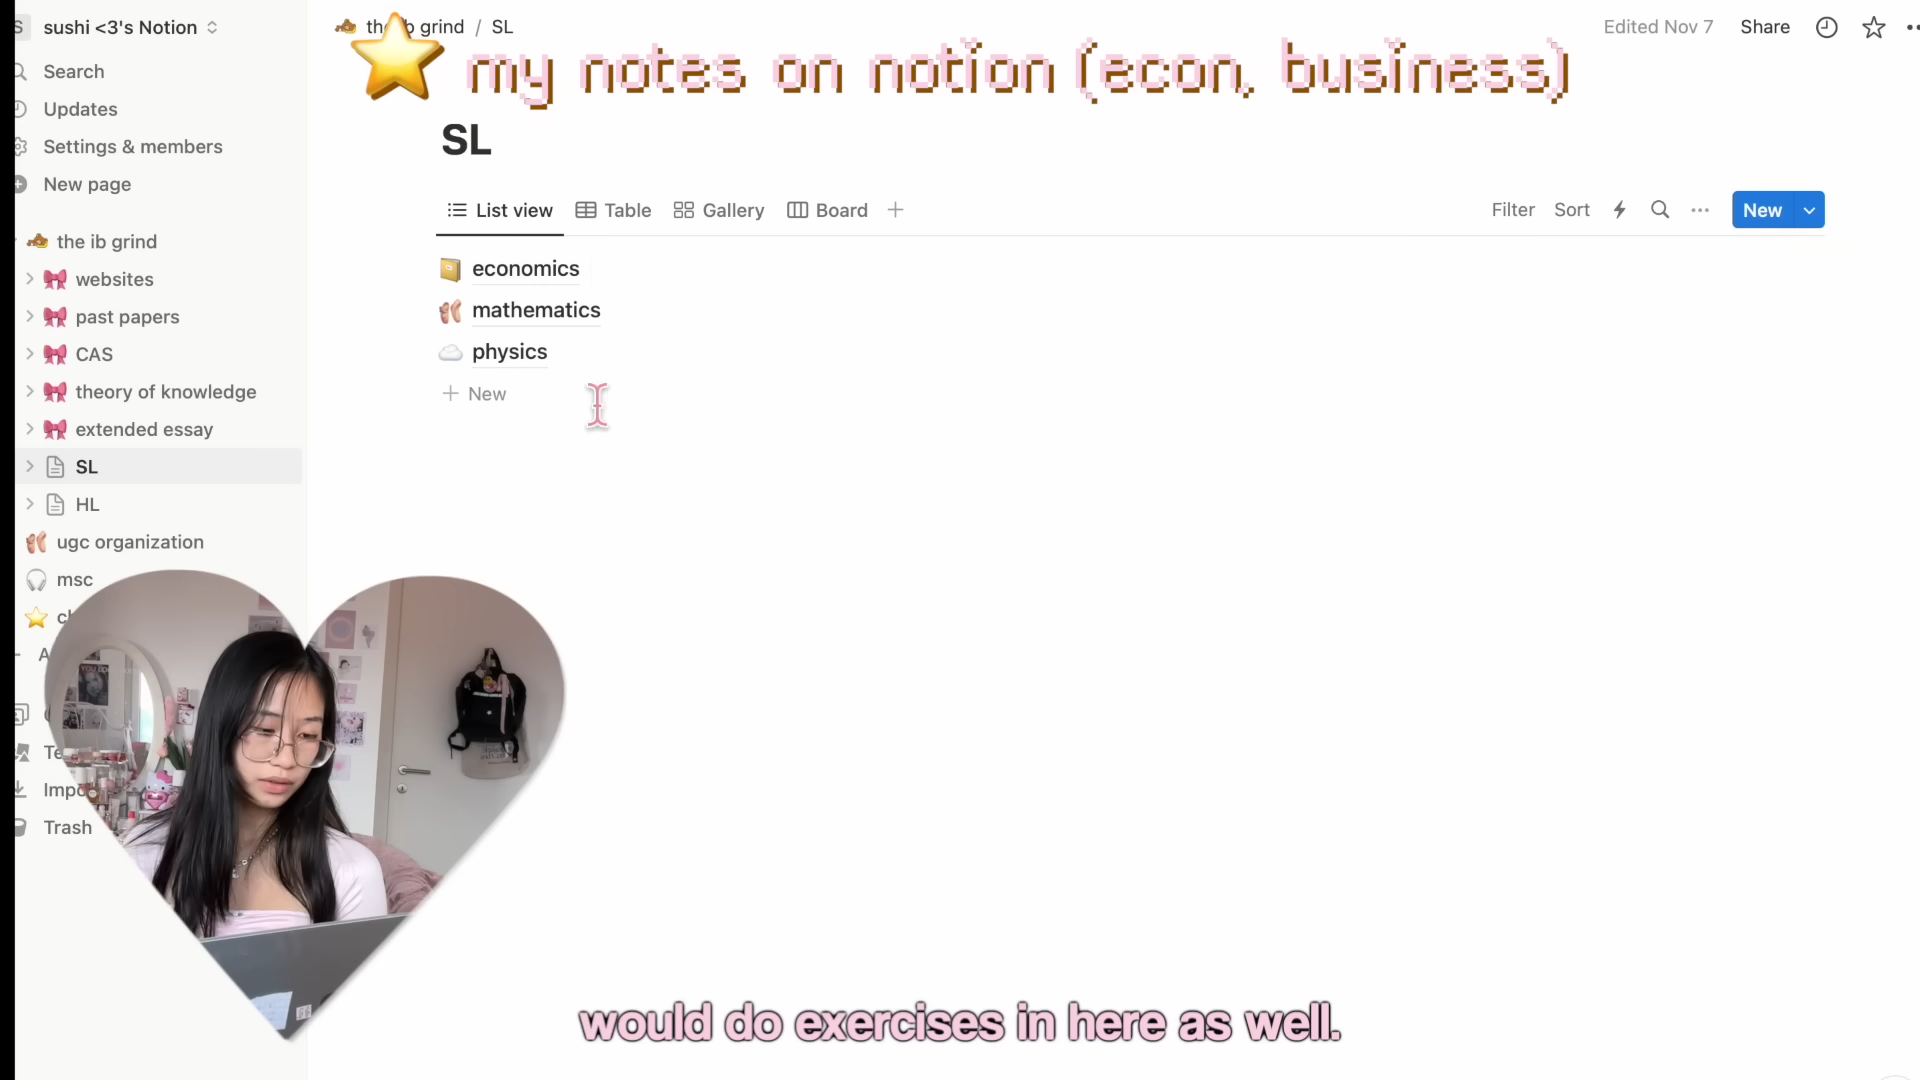 S sushi <3's Notion
the ib grind / SL
Edited Nov 7 Share
my notes on notion (econ, business)
Search
Updates
Settings & members
New page
the ib grind
websites
past papers
CAS
theory of knowledge
extended essay
SL
HL
ugc organization
msc
Trash
SL
List view Table Gallery Board
Filter Sort New
economics
mathematics
physics
New
would do exercises in here as well.